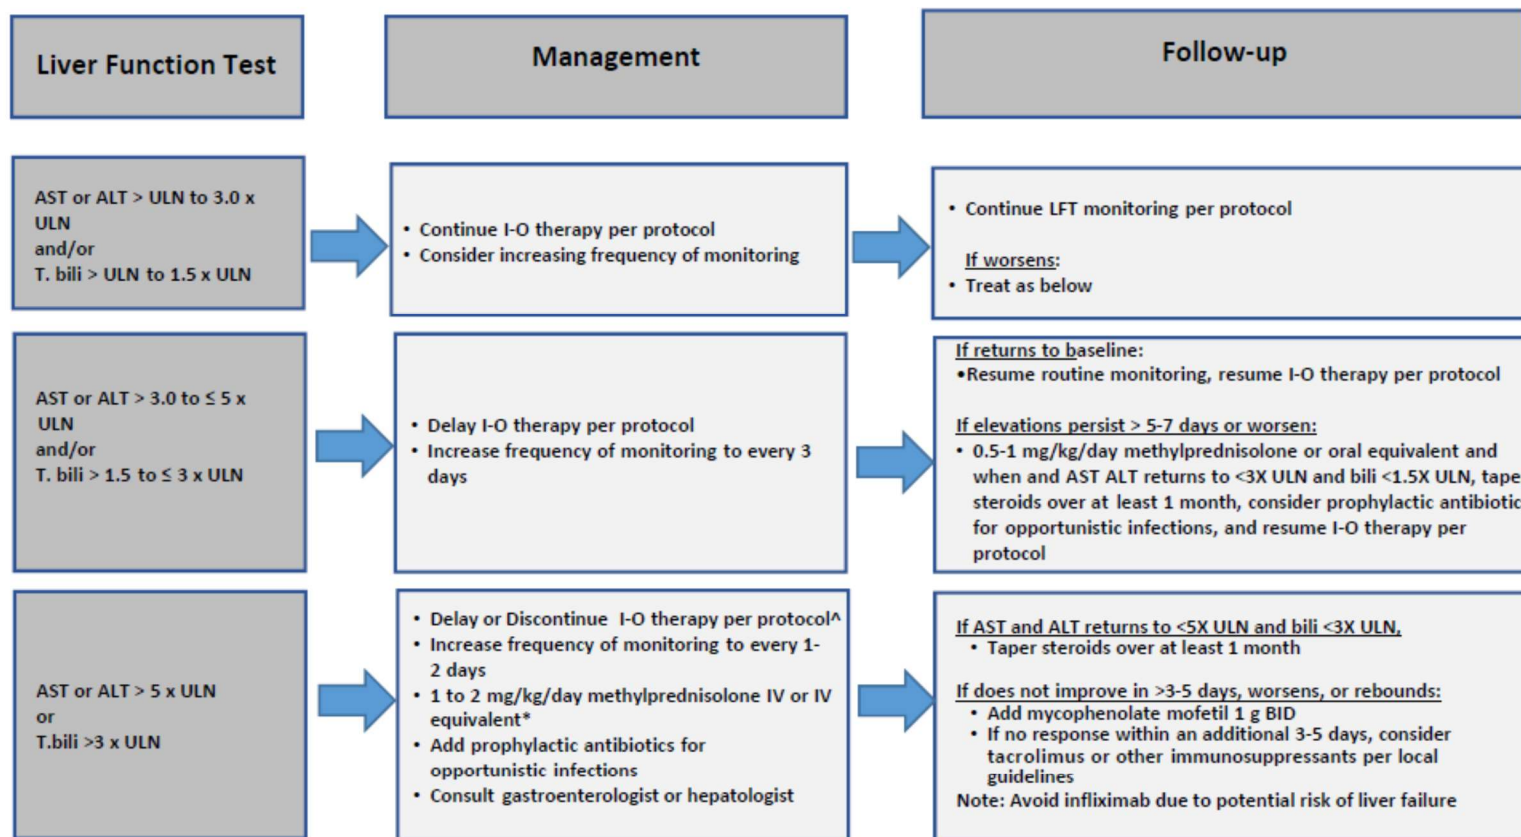 Liver Function Test
Management
Follow-up
AST or ALT > ULN to 3.0 x
ULN
and/or
T. bili > ULN to 1.5 x ULN
• Continue I-O therapy per protocol
• Consider increasing frequency of monitoring
• Continue LFT monitoring per protocol
If worsens:
• Treat as below
AST or ALT > 3.0 to ≤ 5 x
ULN
and/or
T. bili > 1.5 to ≤ 3 x ULN
• Delay I-O therapy per protocol
• Increase frequency of monitoring to every 3
days
If returns to baseline:
•Resume routine monitoring, resume I-O therapy per protocol
If elevations persist > 5-7 days or worsen:
• 0.5-1 mg/kg/day methylprednisolone or oral equivalent and
when and AST ALT returns to <3X ULN and bili <1.5X ULN, tape
steroids over at least 1 month, consider prophylactic antibiotic
for opportunistic infections, and resume I-O therapy per
protocol
AST or ALT > 5 x ULN
or
T.bili >3 x ULN
• Delay or Discontinue I-O therapy per protocol^
• Increase frequency of monitoring to every 1-
2 days
• 1 to 2 mg/kg/day methylprednisolone IV or IV
equivalent*
• Add prophylactic antibiotics for
opportunistic infections
• Consult gastroenterologist or hepatologist
If AST and ALT returns to <5X ULN and bili <3X ULN,
• Taper steroids over at least 1 month
If does not improve in >3-5 days, worsens, or rebounds:
• Add mycophenolate mofetil 1 g BID
• If no response within an additional 3-5 days, consider
tacrolimus or other immunosuppressants per local
guidelines
Note: Avoid infliximab due to potential risk of liver failure